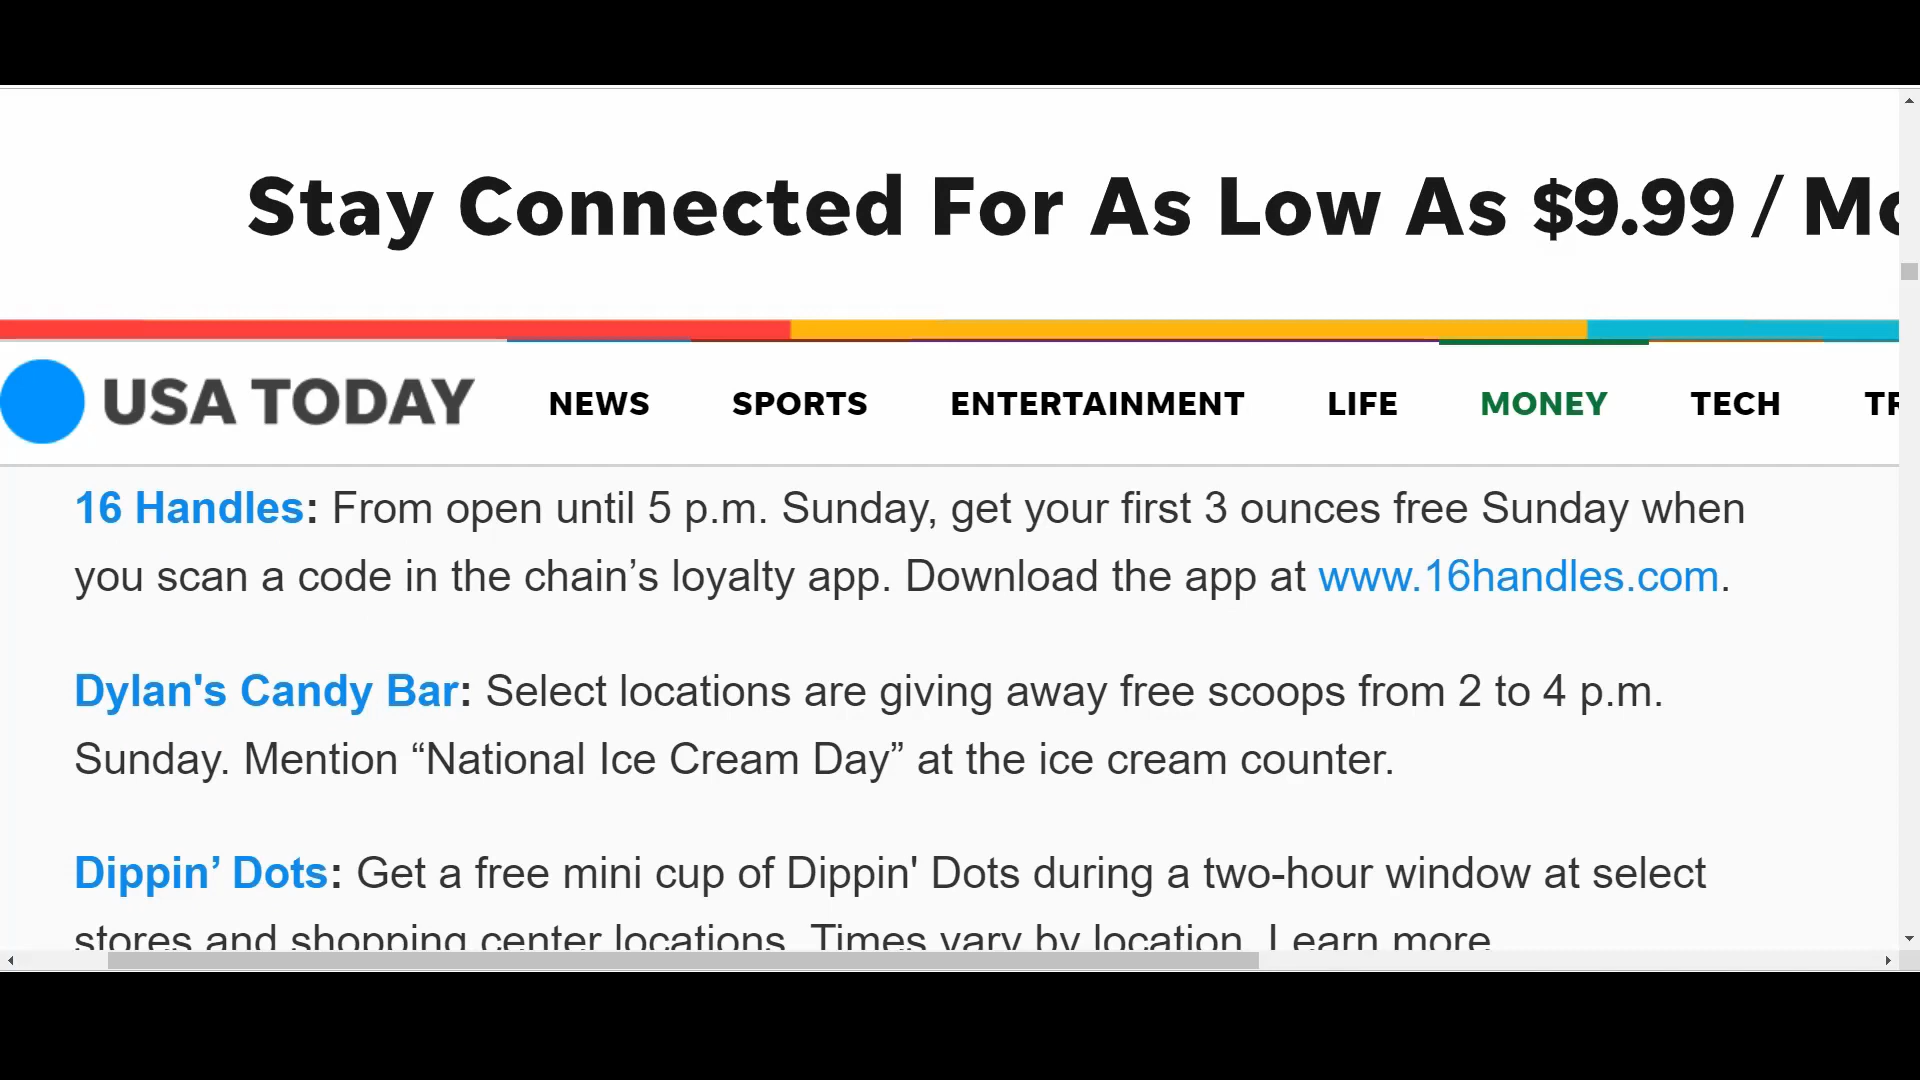 Stay Connected For As Low As $9.99 / Mo
USA TODAY NEWS SPORTS ENTERTAINMENT LIFE MONEY TECH TR
16 Handles: From open until 5 p.m. Sunday, get your first 3 ounces free Sunday when
you scan a code in the chain’s loyalty app. Download the app at www.16handles.com.
Dylan's Candy Bar: Select locations are giving away free scoops from 2 to 4 p.m.
Sunday. Mention “National Ice Cream Day” at the ice cream counter.
Dippin’ Dots: Get a free mini cup of Dippin' Dots during a two-hour window at select
stores and shopping center locations. Times vary by location. Learn more.